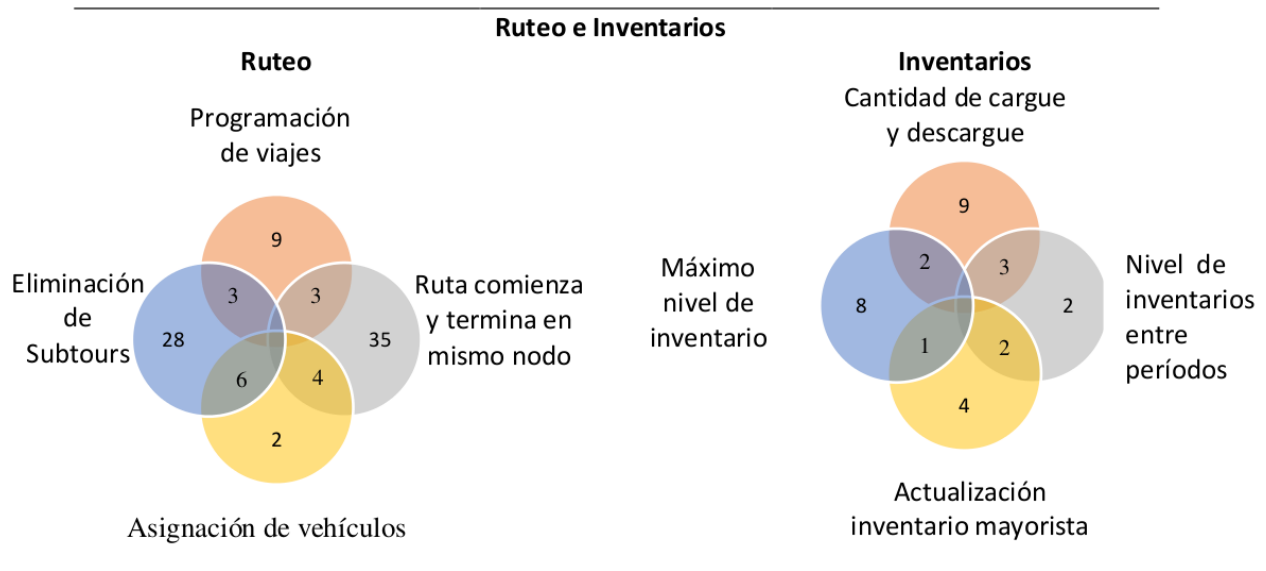 Ruteo e Inventarios
Ruteo
Programación
de viajes
9
Eliminación
de
Subtours
3
3
Ruta comienza
y termina en
mismo nodo
28
35
6
4
2
Asignación de vehículos
Inventarios
Cantidad de cargue
y descargue
9
Máximo
nivel de
inventario
2
3
Nivel de
inventarios
entre
períodos
8
2
1
2
4
Actualización
inventario mayorista